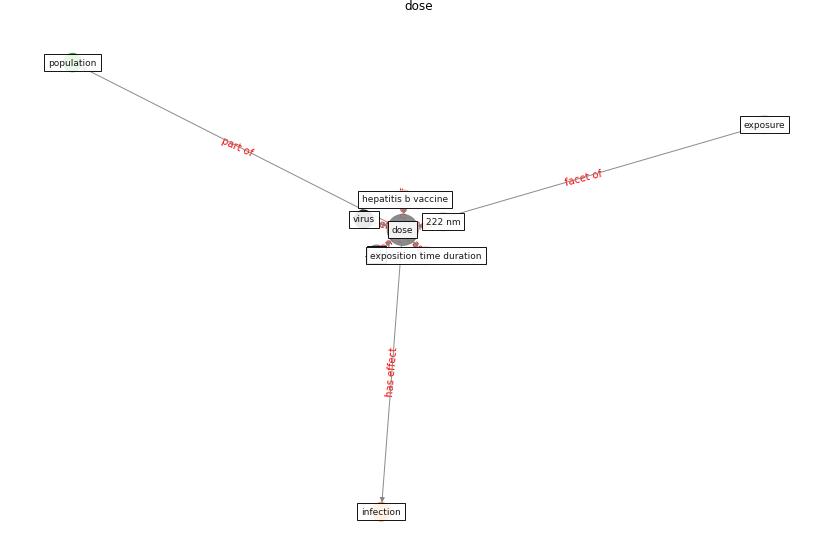 dose
population
exposure
part of
facet of
hepatitis b vaccine
virus
222 nm
dose
exposition time duration
has effect
infection